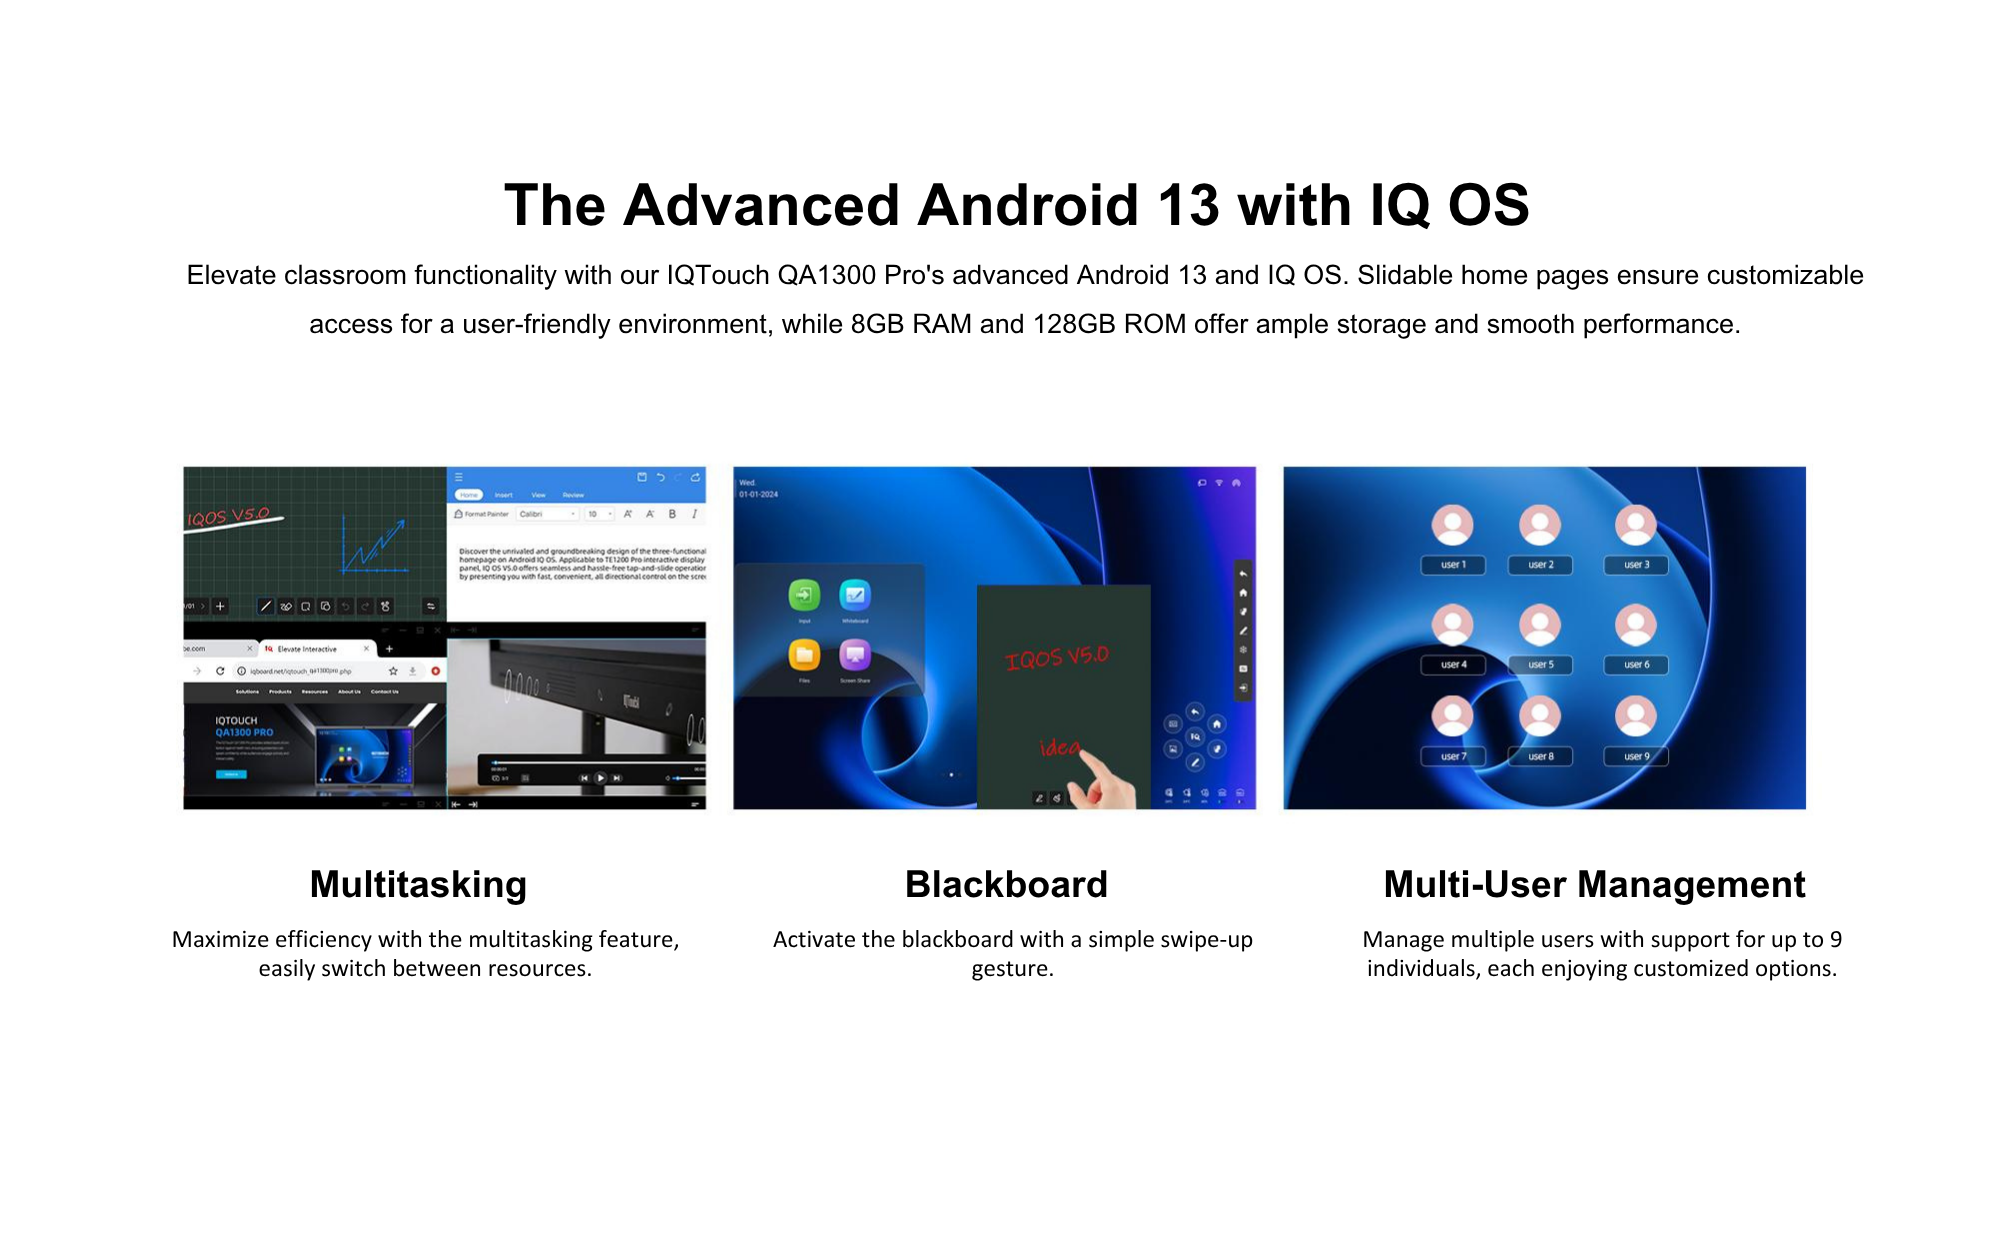 The Advanced Android 13 with IQ OS
Elevate classroom functionality with our IQTouch QA1300 Pro's advanced Android 13 and IQ OS. Slidable home pages ensure customizable
access for a user-friendly environment, while 8GB RAM and 128GB ROM offer ample storage and smooth performance.
IQOS V5.0
Home Insert View Review
Format Painter Calibri 10 B I
Discover the unrivaled and groundbreaking design of the three-functional
homepage on Android IQ OS. Applicable to TE1200 Pro interactive display
panel, IQ OS V5.0 offers seamless and hassle-free tap-and-slide operation
by presenting you with fast, convenient, all directional control on the scree
/01
be.com Elevate Interactive
iqboard.net/iqtouch_qa1300pro.php
Solutions Products Resources About Us Contact Us
IQTOUCH
QA1300 PRO
IQTouch
Wed.
01-01-2024
Input Whiteboard
Files Screen Share
IQOS V5.0
idea
user 1 user 2 user 3
user 4 user 5 user 6
user 7 user 8 user 9
Multitasking
Maximize efficiency with the multitasking feature,
easily switch between resources.
Blackboard
Activate the blackboard with a simple swipe-up
gesture.
Multi-User Management
Manage multiple users with support for up to 9
individuals, each enjoying customized options.